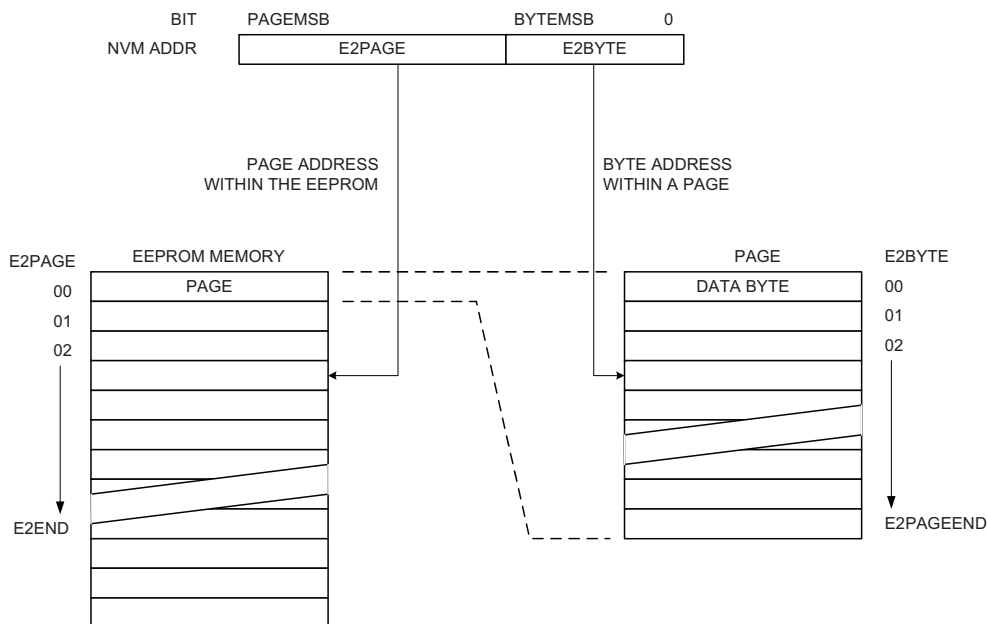 BIT PAGEMSB BYTEMSB 0
NVM ADDR E2PAGE E2BYTE
PAGE ADDRESS
WITHIN THE EEPROM
BYTE ADDRESS
WITHIN A PAGE
E2PAGE EEPROM MEMORY
00 PAGE
01
02
E2END
PAGE E2BYTE
DATA BYTE 00
01
02
E2PAGEEND